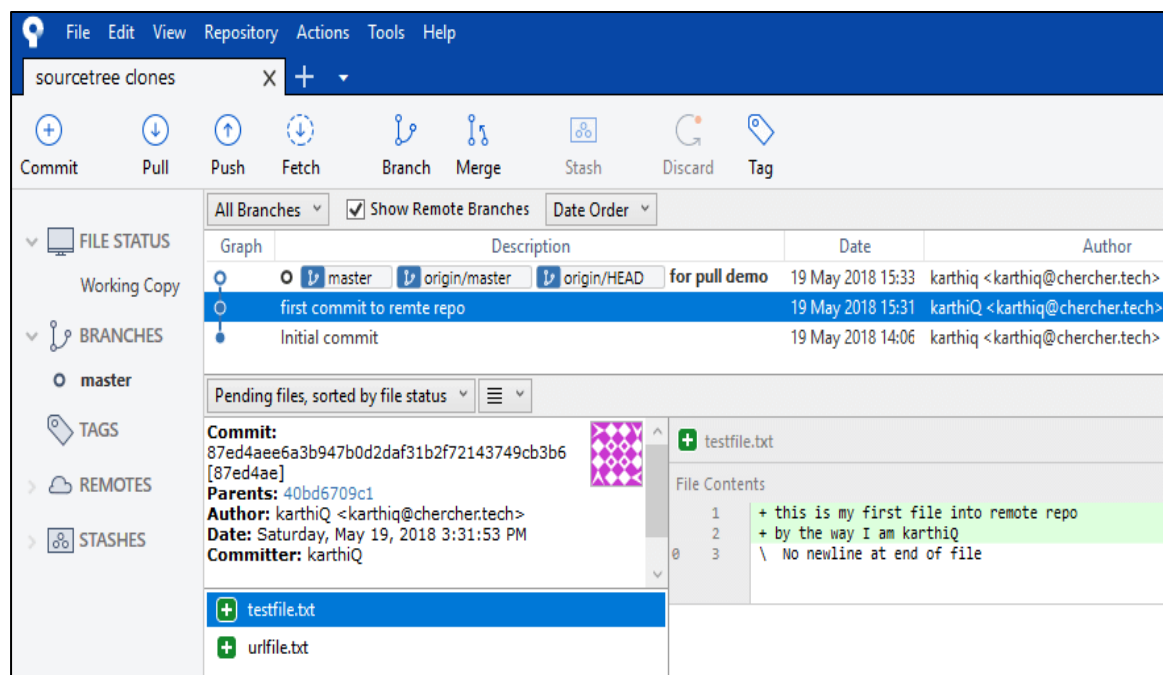 File Edit View Repository Actions Tools Help
sourcetree clones
Commit Pull Push Fetch Branch Merge Stash Discard Tag
All Branches Show Remote Branches Date Order
FILE STATUS
Working Copy
BRANCHES
master
TAGS
REMOTES
STASHES
Graph Description Date Author
master origin/master origin/HEAD for pull demo 19 May 2018 15:33 karthiq <karthiq@chercher.tech>
first commit to remte repo 19 May 2018 15:31 karthiQ <karthiq@chercher.tech>
Initial commit 19 May 2018 14:06 karthiq <karthiq@chercher.tech>
Pending files, sorted by file status
Commit:
87ed4aee6a3b947b0d2daf31b2f72143749cb3b6
[87ed4ae]
Parents: 40bd6709c1
Author: karthiQ <karthiq@chercher.tech>
Date: Saturday, May 19, 2018 3:31:53 PM
Committer: karthiQ
testfile.txt
urlfile.txt
testfile.txt
File Contents
1 + this is my first file into remote repo
2 + by the way I am karthiQ
0 3 \ No newline at end of file